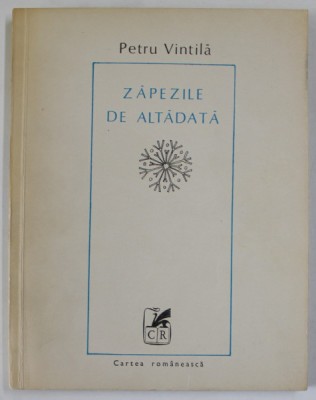 Petru Vintilă
ZĂPEZILE
DE ALTĂDATĂ
CR
Cartea românească